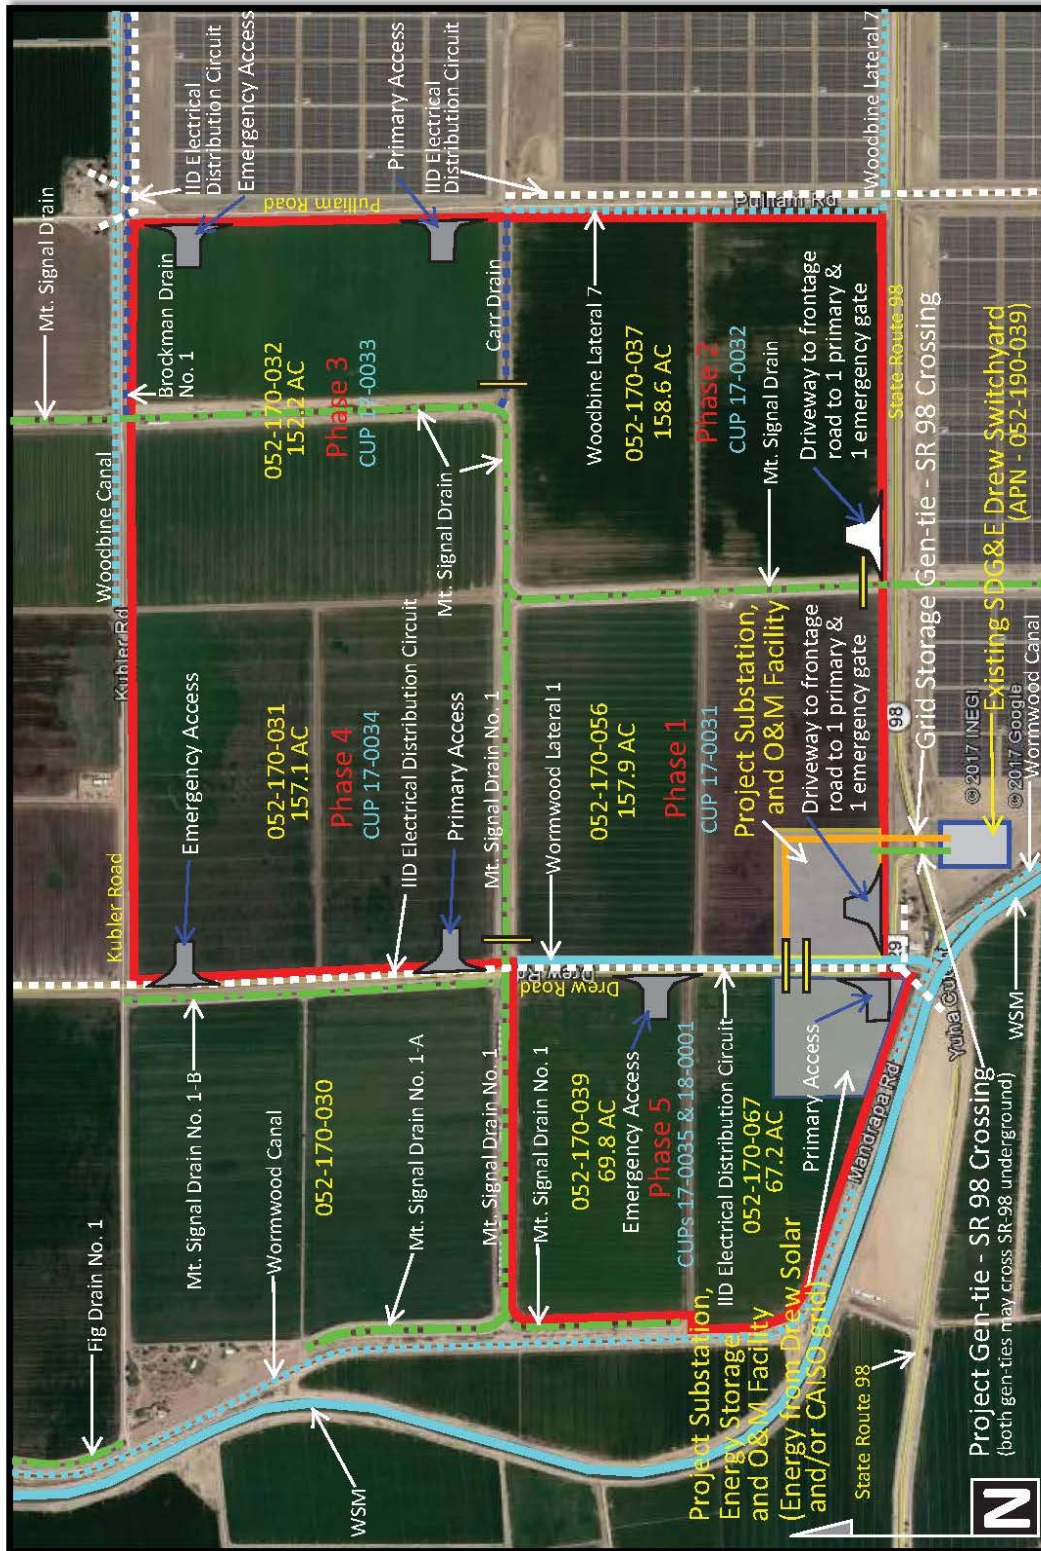 Fig Drain No. 1
Kubler Road
Kubler Rd
Woodbine Canal
Mt. Signal Drain
Brockman Drain
No. 1
IID Electrical
Distribution Circuit
Emergency Access
WSM
Wormwood Canal
Mt. Signal Drain No. 1-B
052-170-030
Mt. Signal Drain No. 1-A
Mt. Signal Drain No. 1
Emergency Access
052-170-031
157.1 AC
Phase 4
CUP 17-0034
IID Electrical Distribution Circuit
Primary Access
Mt. Signal Drain No. 1
052-170-032
152.2 AC
Phase 3
CUP 17-0033
Mt. Signal Drain
Carr Drain
Pulliam Road
Primary Access
IID Electrical
Distribution Circuit
Mt. Signal Drain No. 1
052-170-039
69.8 AC
Emergency Access
Phase 5
CUPs 17-0035 & 18-0001
IID Electrical Distribution Circuit
052-170-067
67.2 AC
Primary Access
Drew Road
Wormwood Lateral 1
052-170-056
157.9 AC
Phase 1
CUP 17-0031
Project Substation,
and O&M Facility
Driveway to frontage
road to 1 primary &
1 emergency gate
Woodbine Lateral 7
052-170-037
158.6 AC
Phase 2
CUP 17-0032
Mt. Signal Drain
Driveway to frontage
road to 1 primary &
1 emergency gate
Pulliam Rd
Woodbine Lateral 7
Project Substation,
Energy Storage
and O&M Facility
(Energy from Drew Solar
and/or CAISO grid)
Mandrapa Rd
State Route 98
State Route 98
98
29
Yuha
Grid Storage Gen-tie - SR 98 Crossing
Existing SDG&E Drew Switchyard
(APN - 052-190-039)
© 2017 INEGI
© 2017 Google
Wormwood Canal
WSM
Project Gen-tie - SR 98 Crossing
(both gen-ties may cross SR-98 underground)
N